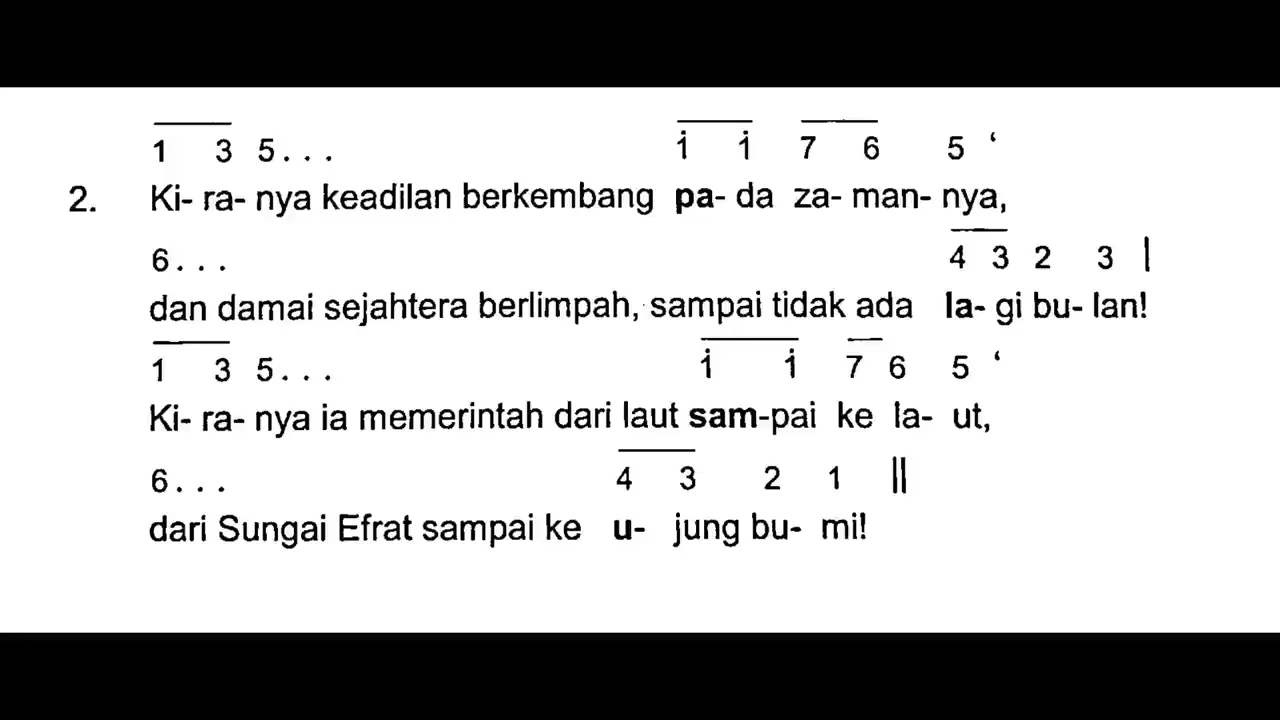 1 3 5... i i 7 6 5 ‘
2. Ki- ra- nya keadilan berkembang pa- da za- man- nya,
6... 4 3 2 3 |
dan damai sejahtera berlimpah, sampai tidak ada la- gi bu- lan!
1 3 5... i i 7 6 5 ‘
Ki- ra- nya ia memerintah dari laut sam-pai ke la- ut,
6... 4 3 2 1 ||
dari Sungai Efrat sampai ke u- jung bu- mi!